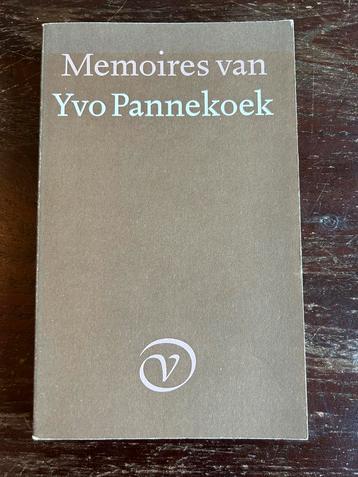 Memoires van
Yvo Pannekoek
V